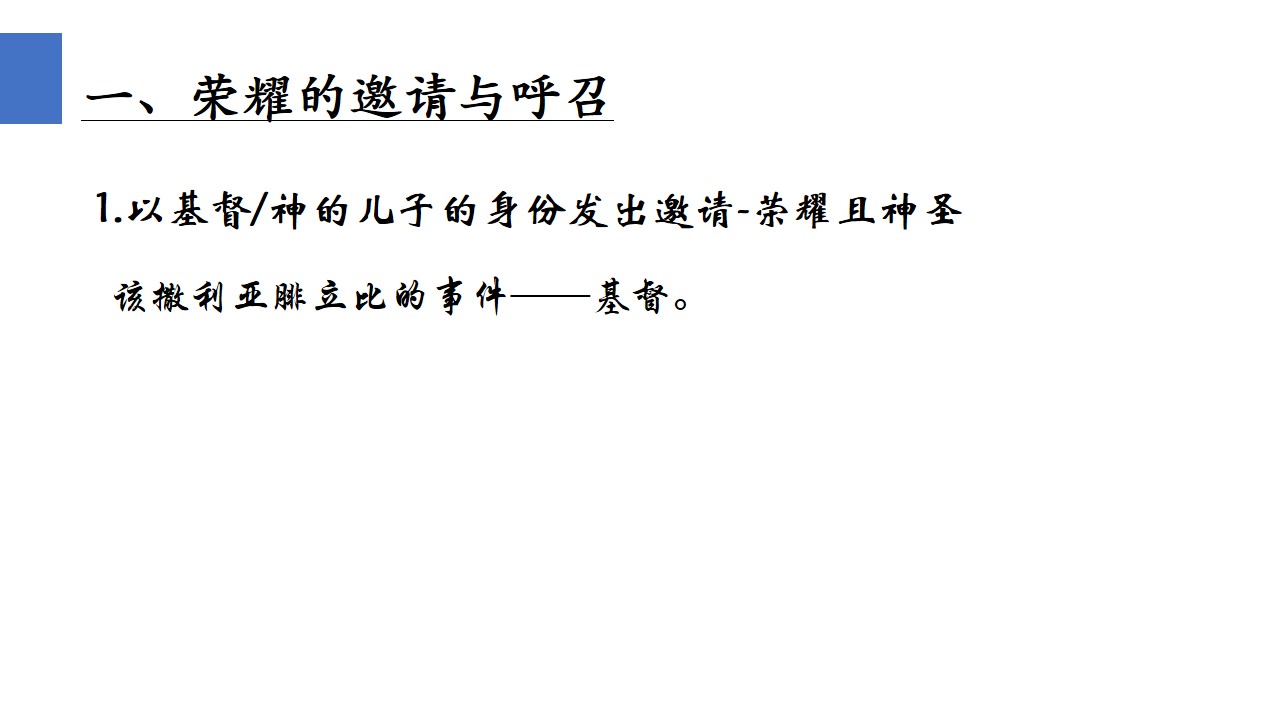 一、荣耀的邀请与呼召
1.以基督/神的儿子的身份发出邀请-荣耀且神圣
该撒利亚腓立比的事件——基督。